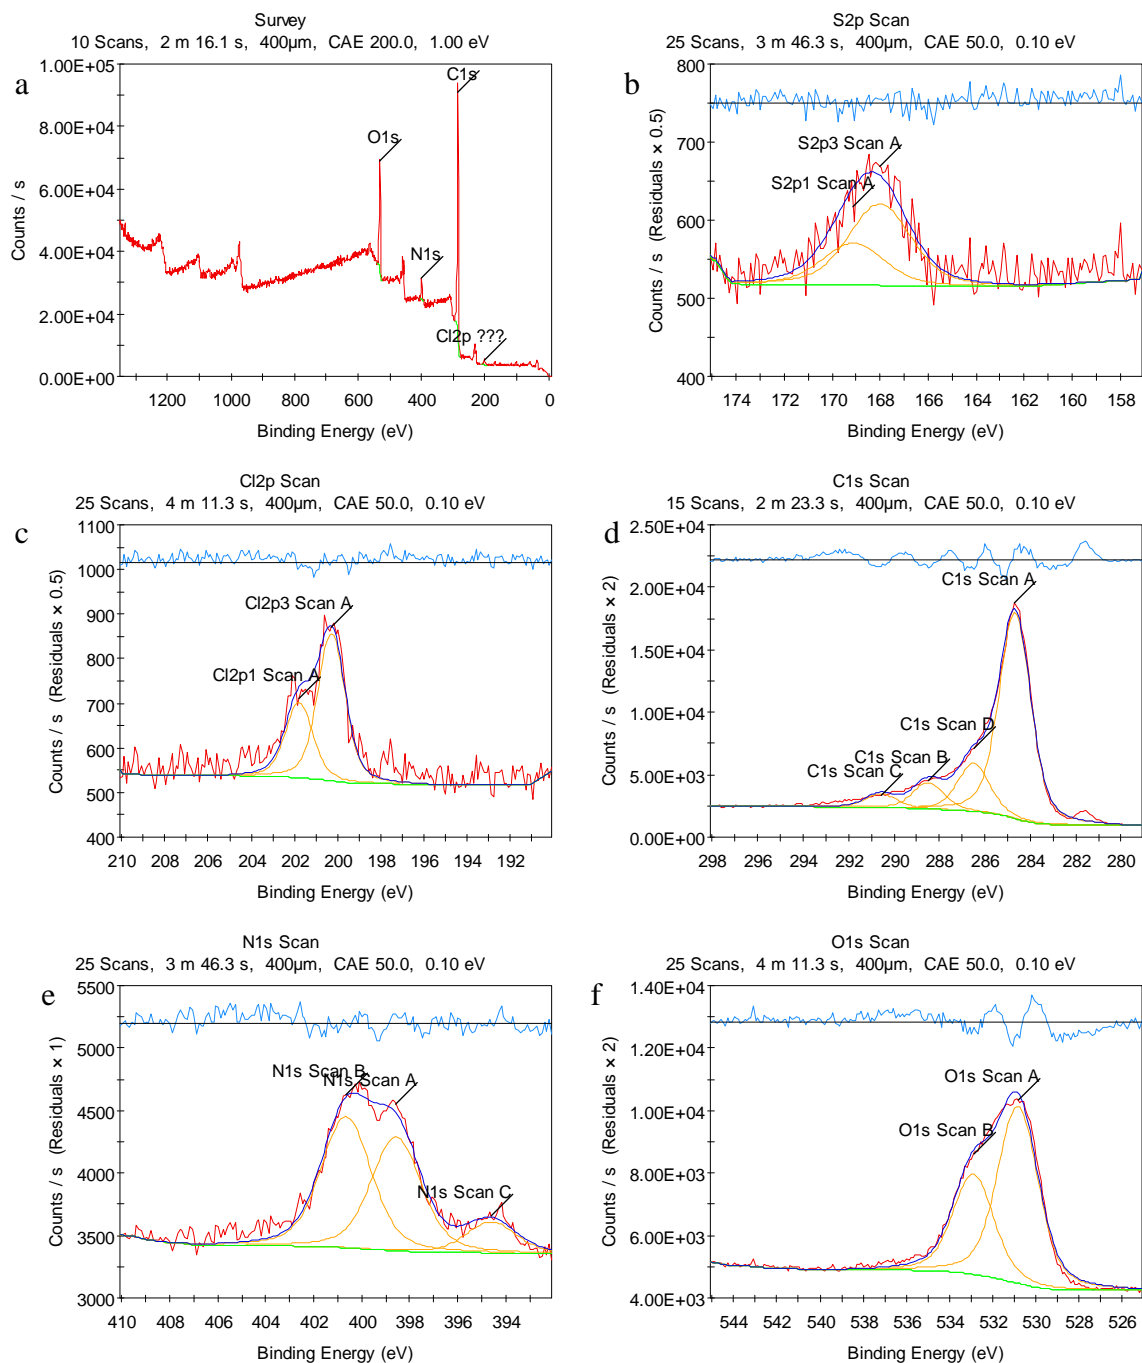 Survey
10 Scans, 2 m 16.1 s, 400µm, CAE 200.0, 1.00 eV
a
1.00E+05
8.00E+04
6.00E+04
4.00E+04
2.00E+04
0.00E+00
Counts / s
C1s
O1s
N1s
Cl2p ???
1200 1000 800 600 400 200 0
Binding Energy (eV)
S2p Scan
25 Scans, 3 m 46.3 s, 400µm, CAE 50.0, 0.10 eV
b
800
700
600
500
400
Counts / s (Residuals × 0.5)
S2p3 Scan A
S2p1 Scan A
174 172 170 168 166 164 162 160 158
Binding Energy (eV)
Cl2p Scan
25 Scans, 4 m 11.3 s, 400µm, CAE 50.0, 0.10 eV
c
1100
1000
900
800
700
600
500
400
Counts / s (Residuals × 0.5)
Cl2p3 Scan A
Cl2p1 Scan A
210 208 206 204 202 200 198 196 194 192
Binding Energy (eV)
C1s Scan
15 Scans, 2 m 23.3 s, 400µm, CAE 50.0, 0.10 eV
d
2.50E+04
2.00E+04
1.50E+04
1.00E+04
5.00E+03
0.00E+00
Counts / s (Residuals × 2)
C1s Scan A
C1s Scan D
C1s Scan B
C1s Scan C
298 296 294 292 290 288 286 284 282 280
Binding Energy (eV)
N1s Scan
25 Scans, 3 m 46.3 s, 400µm, CAE 50.0, 0.10 eV
e
5500
5000
4500
4000
3500
3000
Counts / s (Residuals × 1)
N1s Scan B
N1s Scan A
N1s Scan C
410 408 406 404 402 400 398 396 394
Binding Energy (eV)
O1s Scan
25 Scans, 4 m 11.3 s, 400µm, CAE 50.0, 0.10 eV
f
1.40E+04
1.20E+04
1.00E+04
8.00E+03
6.00E+03
4.00E+03
Counts / s (Residuals × 2)
O1s Scan A
O1s Scan B
544 542 540 538 536 534 532 530 528 526
Binding Energy (eV)